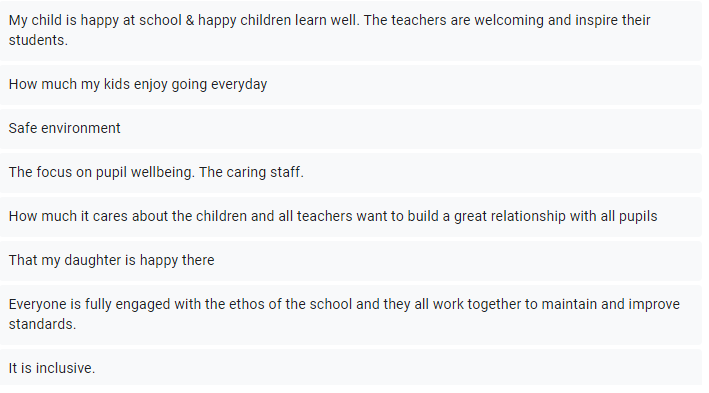 My child is happy at school & happy children learn well. The teachers are welcoming and inspire their
students.
How much my kids enjoy going everyday
Safe environment
The focus on pupil wellbeing. The caring staff.
How much it cares about the children and all teachers want to build a great relationship with all pupils
That my daughter is happy there
Everyone is fully engaged with the ethos of the school and they all work together to maintain and improve
standards.
It is inclusive.